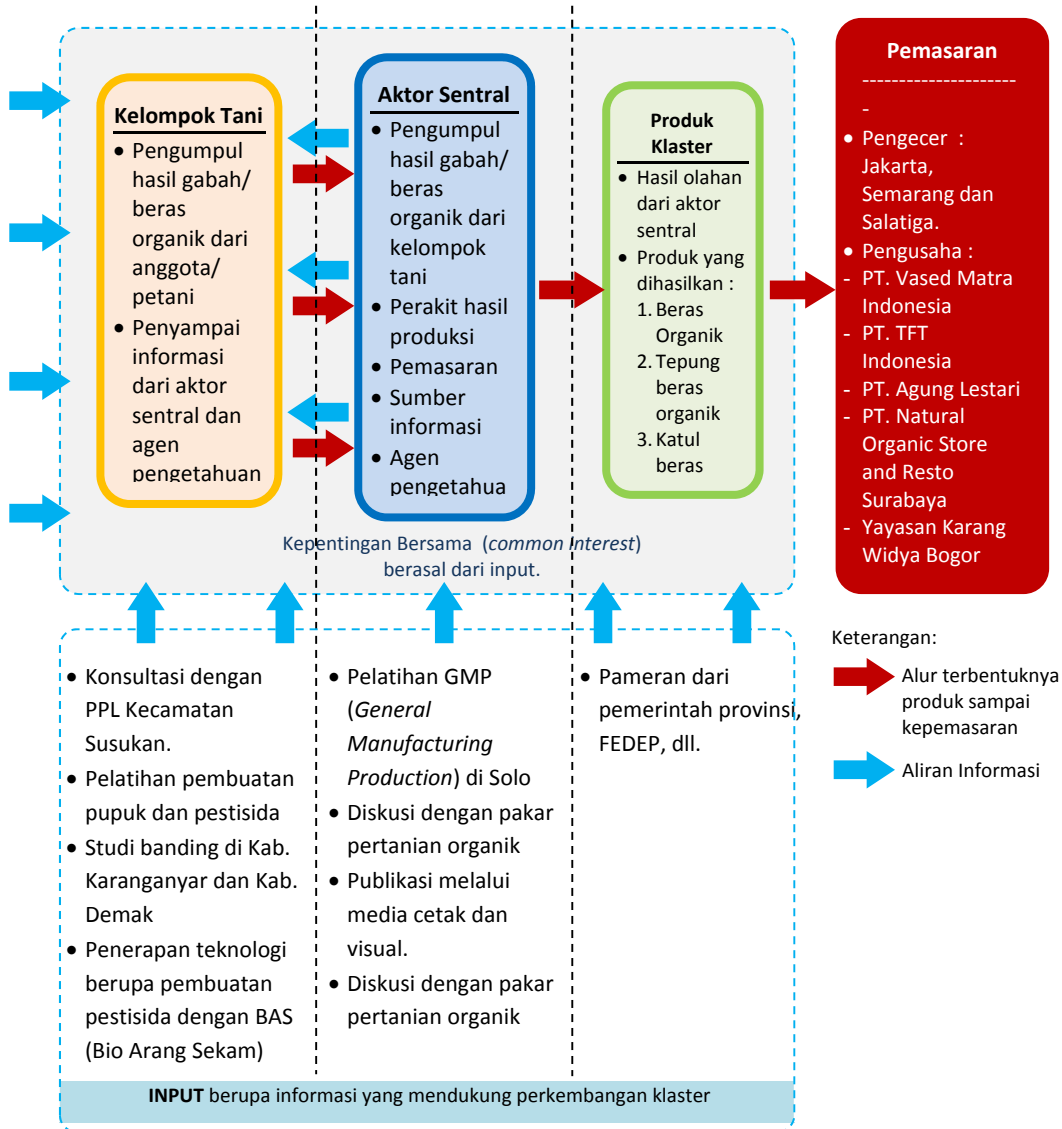 Kelompok Tani
• Pengumpul
hasil gabah/
beras
organik dari
anggota/
petani
• Penyampai
informasi
dari aktor
sentral dan
agen
pengetahuan
Aktor Sentral
• Pengumpul
hasil gabah/
beras
organik dari
kelompok
tani
• Perakit hasil
produksi
• Pemasaran
• Sumber
informasi
• Agen
pengetahua
Produk
Klaster
• Hasil olahan
dari aktor
sentral
• Produk yang
dihasilkan :
1. Beras
Organik
2. Tepung
beras
organik
3. Katul
beras
Pemasaran
---------------------
-
• Pengecer :
Jakarta,
Semarang dan
Salatiga.
• Pengusaha :
- PT. Vased Matra
Indonesia
- PT. TFT
Indonesia
- PT. Agung Lestari
- PT. Natural
Organic Store
and Resto
Surabaya
- Yayasan Karang
Widya Bogor
Kepentingan Bersama (common interest)
berasal dari input.
Keterangan:
Alur terbentuknya
produk sampai
kepemasaran
Aliran Informasi
• Konsultasi dengan
PPL Kecamatan
Susukan.
• Pelatihan pembuatan
pupuk dan pestisida
• Studi banding di Kab.
Karanganyar dan Kab.
Demak
• Penerapan teknologi
berupa pembuatan
pestisida dengan BAS
(Bio Arang Sekam)
• Pelatihan GMP
(General
Manufacturing
Production) di Solo
• Diskusi dengan pakar
pertanian organik
• Publikasi melalui
media cetak dan
visual.
• Diskusi dengan pakar
pertanian organik
• Pameran dari
pemerintah provinsi,
FEDEP, dll.
INPUT berupa informasi yang mendukung perkembangan klaster